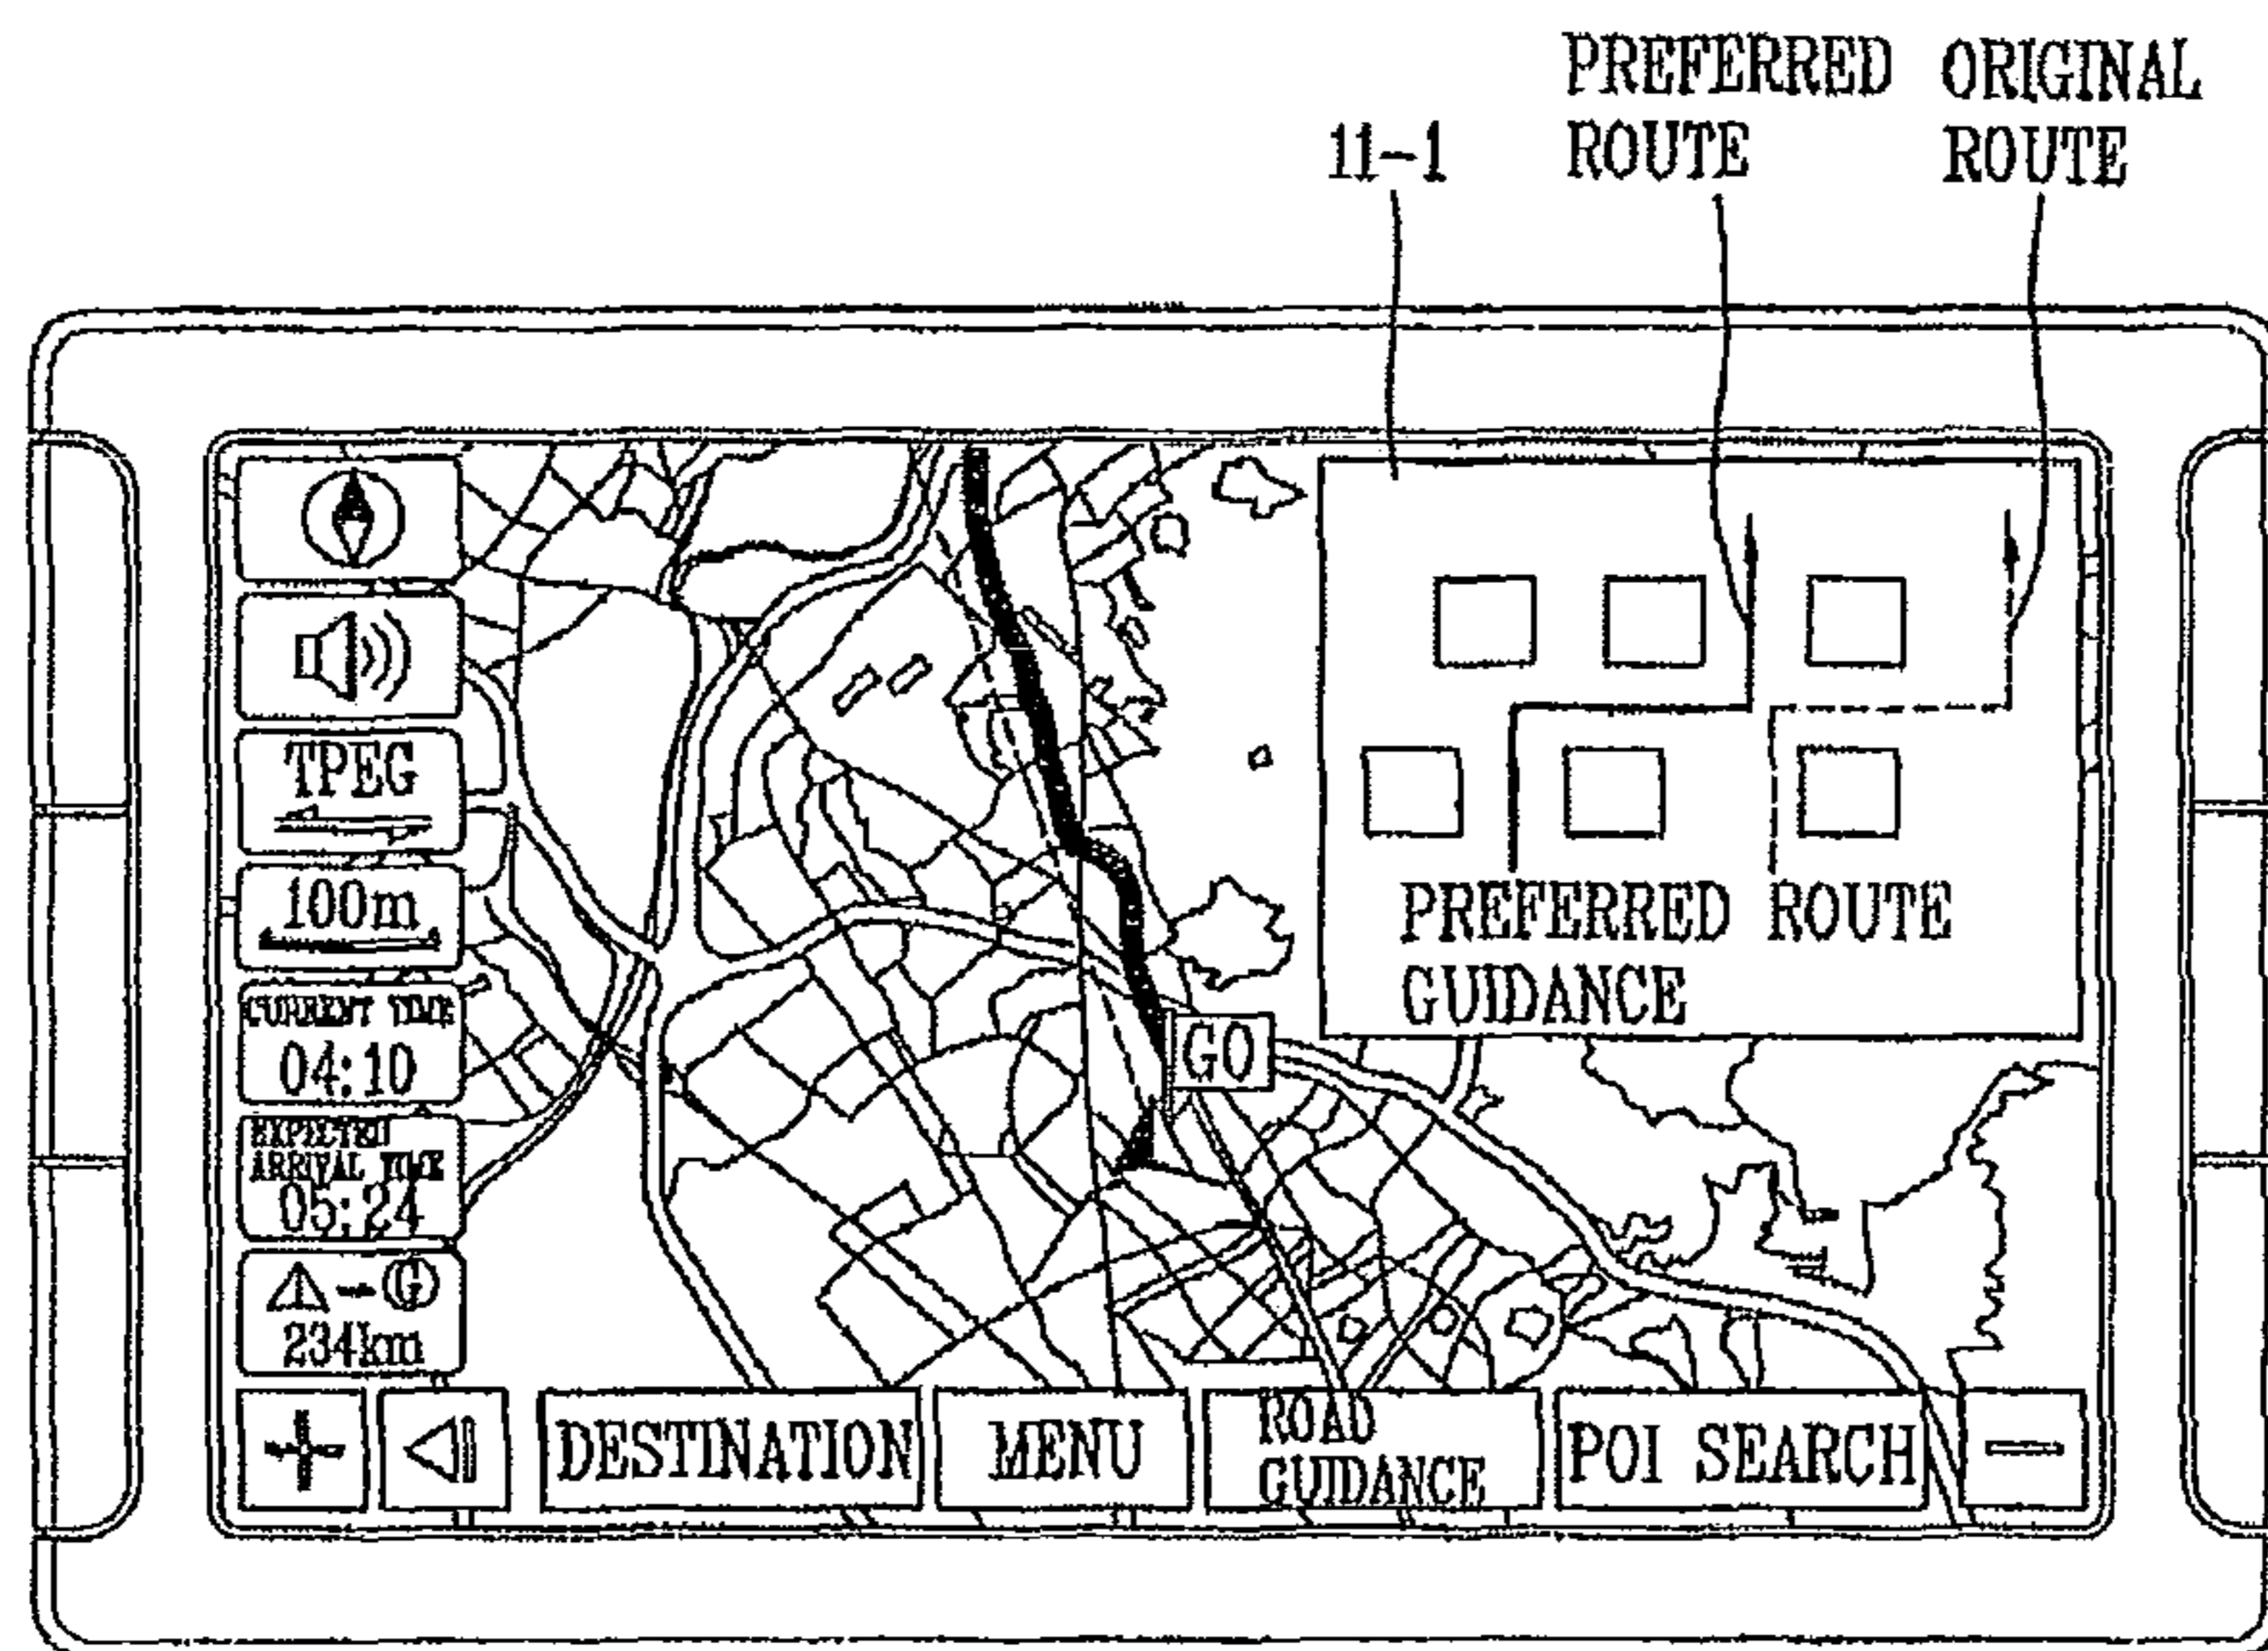 PREFERRED ORIGINAL
11-1 ROUTE ROUTE
TPEG
100m
CURRENT TIME
04:10
EXPECTED
ARRIVAL TIME
05:24
G
234km
GO
PREFERRED ROUTE
GUIDANCE
+
DESTINATION
MENU
ROAD
GUIDANCE
POI SEARCH
-